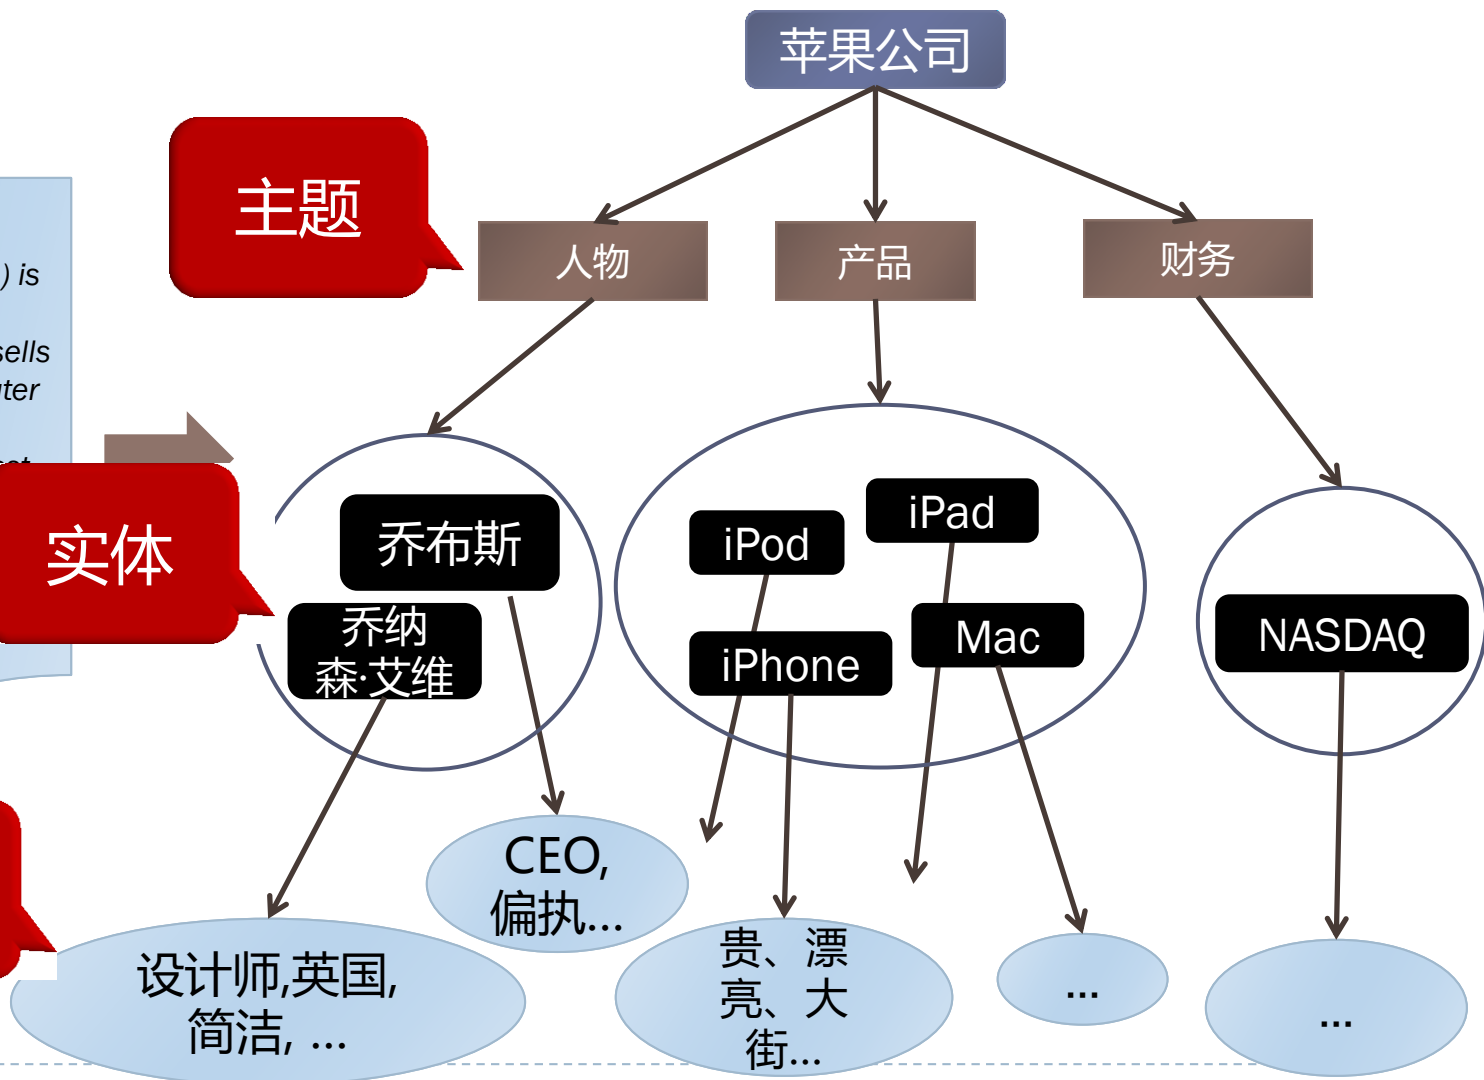 苹果公司
主题
人物
产品
财务
) is
sells
实体
乔布斯
乔纳
森·艾维
iPod
iPad
iPhone
Mac
NASDAQ
CEO,
偏执...
设计师,英国,
简洁, ...
贵、漂
亮、大
街...
...
...